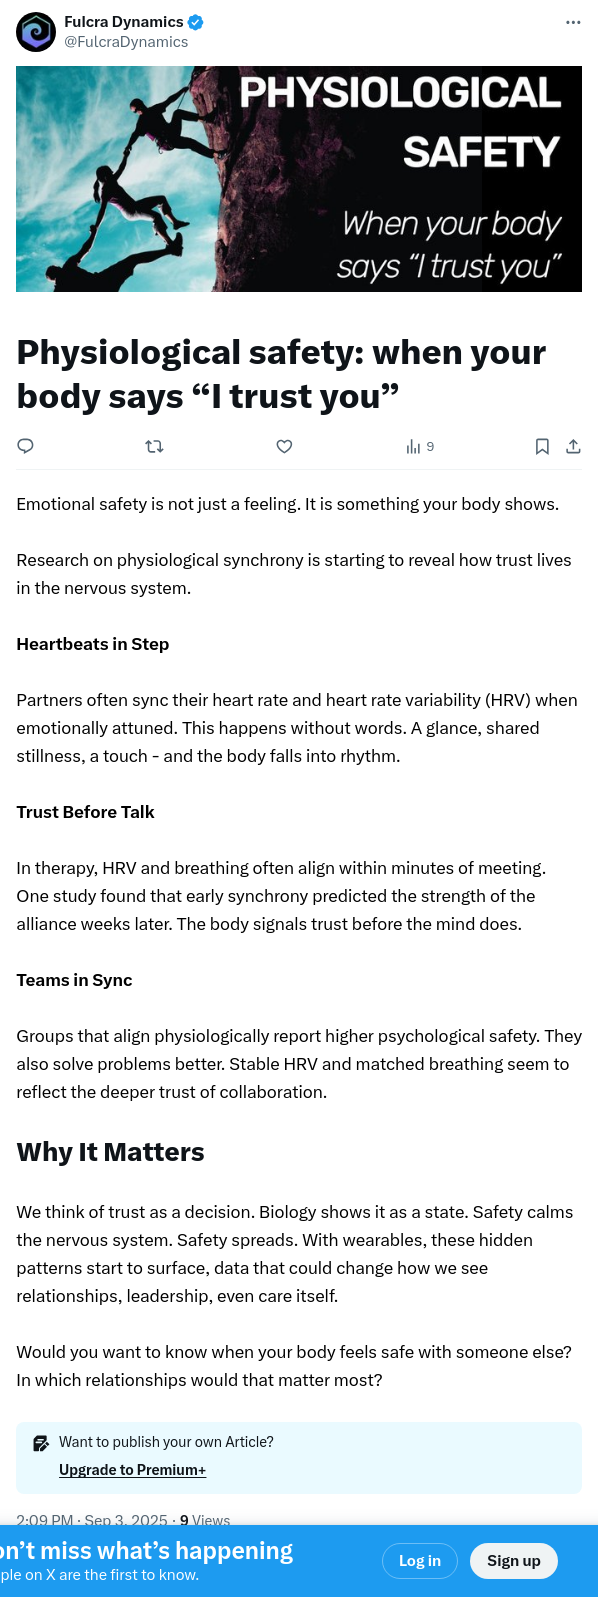 Fulcra Dynamics
@FulcraDynamics
PHYSIOLOGICAL
SAFETY
When your body
says “I trust you”
Physiological safety: when your
body says “I trust you”
9
Emotional safety is not just a feeling. It is something your body shows.
Research on physiological synchrony is starting to reveal how trust lives
in the nervous system.
Heartbeats in Step
Partners often sync their heart rate and heart rate variability (HRV) when
emotionally attuned. This happens without words. A glance, shared
stillness, a touch - and the body falls into rhythm.
Trust Before Talk
In therapy, HRV and breathing often align within minutes of meeting.
One study found that early synchrony predicted the strength of the
alliance weeks later. The body signals trust before the mind does.
Teams in Sync
Groups that align physiologically report higher psychological safety. They
also solve problems better. Stable HRV and matched breathing seem to
reflect the deeper trust of collaboration.
Why It Matters
We think of trust as a decision. Biology shows it as a state. Safety calms
the nervous system. Safety spreads. With wearables, these hidden
patterns start to surface, data that could change how we see
relationships, leadership, even care itself.
Would you want to know when your body feels safe with someone else?
In which relationships would that matter most?
Want to publish your own Article?
Upgrade to Premium+
2:09 PM · Sep 3, 2025 · 9 Views
on’t miss what’s happening
ple on X are the first to know.
Log in
Sign up